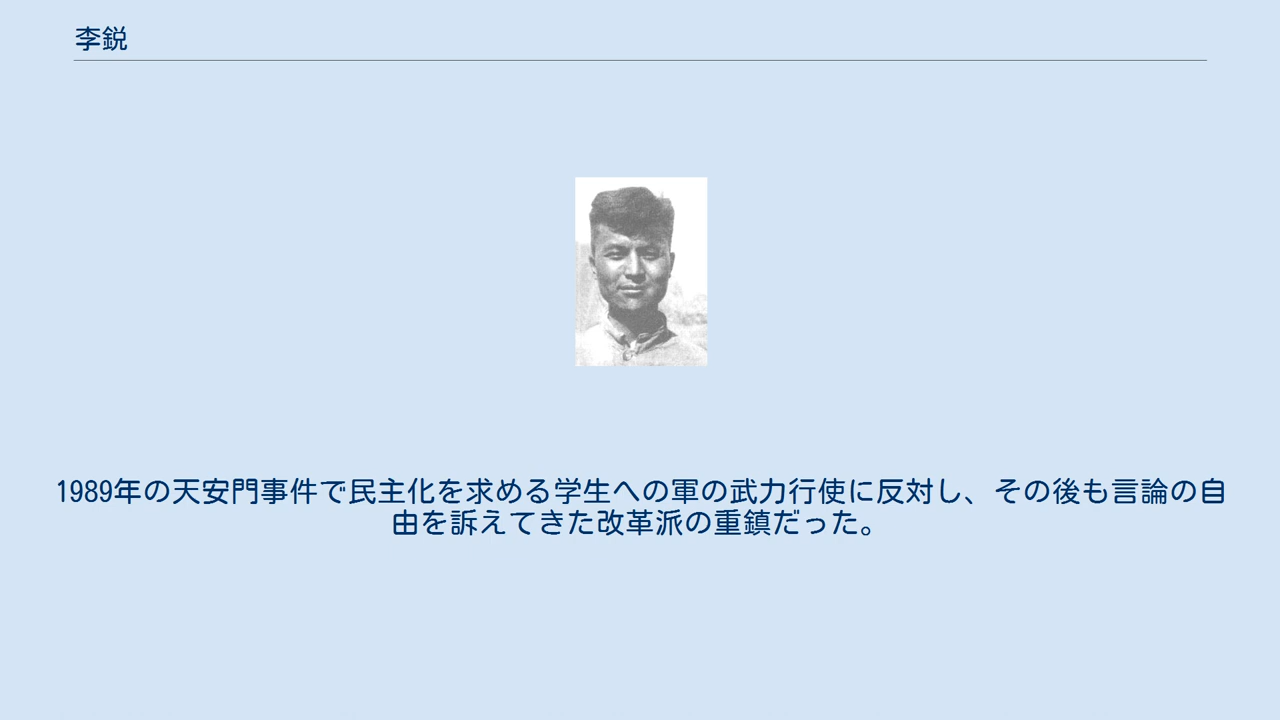 李鋭
1989年の天安門事件で民主化を求める学生への軍の武力行使に反対し、その後も言論の自
由を訴えてきた改革派の重鎮だった。